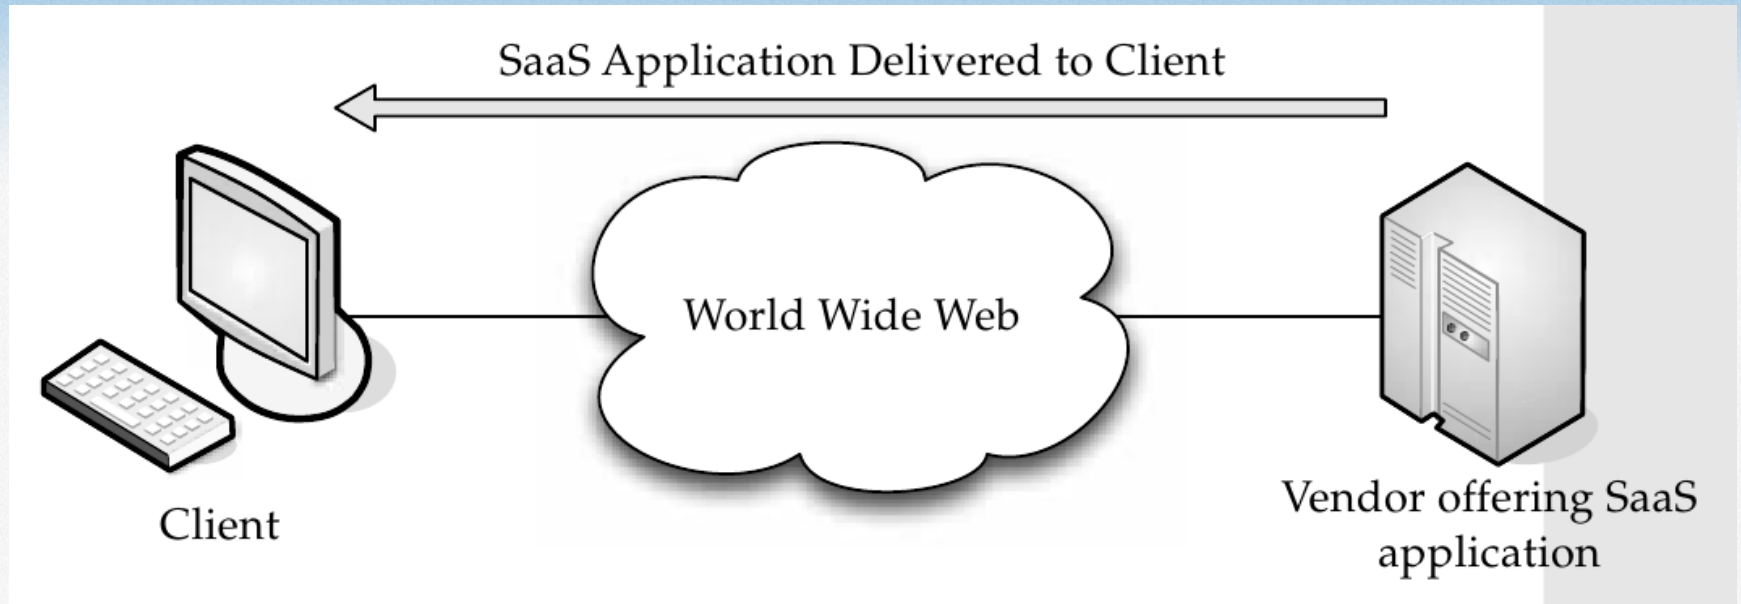 SaaS Application Delivered to Client
World Wide Web
Client
Vendor offering SaaS
application